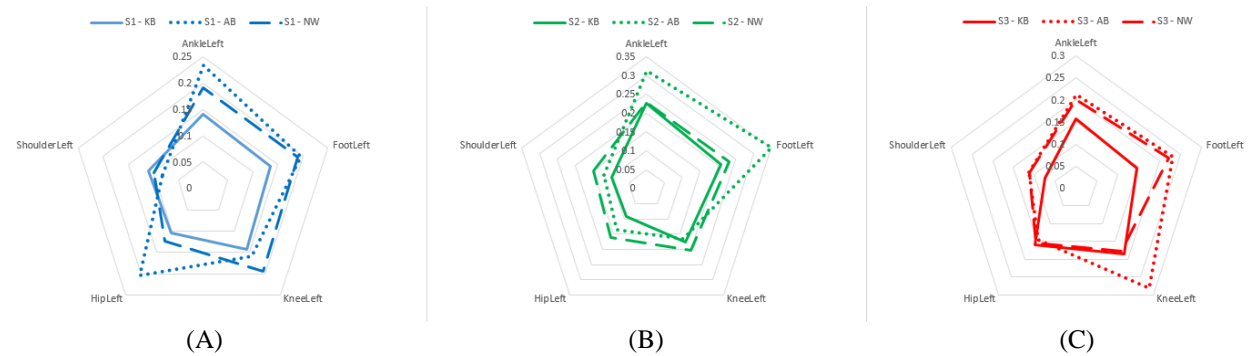 S1 - KB S1 - AB S1 - NW
AnkleLeft
0.25
0.2
0.15
0.1
0.05
0
FootLeft
KneeLeft
HipLeft
ShoulderLeft
(A)
S2 - KB S2 - AB S2 - NW
AnkleLeft
0.35
0.3
0.25
0.2
0.15
0.1
0.05
0
FootLeft
KneeLeft
HipLeft
ShoulderLeft
(B)
S3 - KB S3 - AB S3 - NW
AnkleLeft
0.3
0.25
0.2
0.15
0.1
0.05
0
FootLeft
KneeLeft
HipLeft
ShoulderLeft
(C)